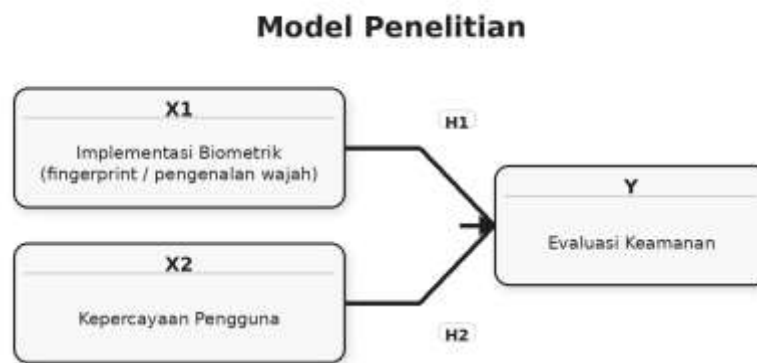 Model Penelitian
X1
Implementasi Biometrik
(fingerprint / pengenalan wajah)
H1
Y
Evaluasi Keamanan
X2
Kepercayaan Pengguna
H2